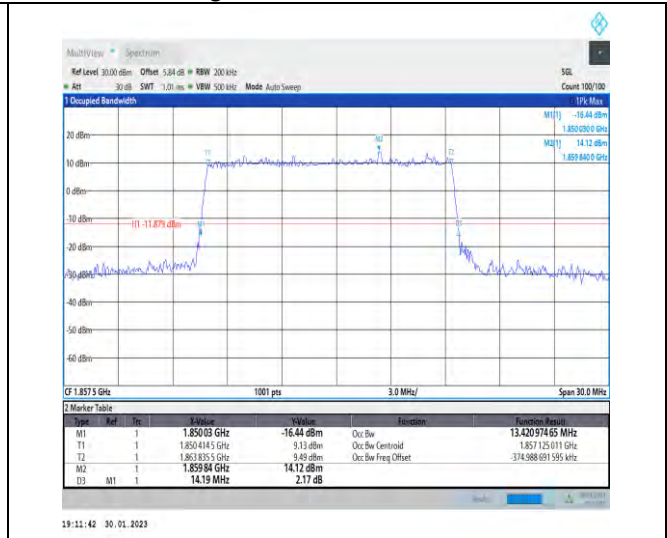 MultiView Spectrum
Ref Level 30.00 dBm Offset 5.84 dB RBW 200 kHz SGL
Att 30 dB SWT 1.01 ms VBW 500 kHz Mode Auto Sweep Count 100/100
1 Occupied Bandwidth 1Pk Max
M1[1] -16.44 dBm
1.850 030 0 GHz
M2[1] 14.12 dBm
1.859 840 0 GHz
20 dBm
M2
T1 T2
10 dBm
0 dBm
-10 dBm
H1 -11.879 dBm M1
-20 dBm
-30 dBm
-40 dBm
-50 dBm
-60 dBm
CF 1.857 5 GHz 1001 pts 3.0 MHz/ Span 30.0 MHz
2 Marker Table
Type Ref Trc X-Value Y-Value Function Function Result
M1 1 1.850 03 GHz -16.44 dBm Occ Bw 13.420 974 65 MHz
T1 1 1.850 414 5 GHz 9.13 dBm Occ Bw Centroid 1.857 125 011 GHz
T2 1 1.863 835 5 GHz 9.49 dBm Occ Bw Freq Offset -374.988 691 595 kHz
M2 1 1.859 84 GHz 14.12 dBm
D3 M1 1 14.19 MHz 2.17 dB
19:11:42 30.01.2023